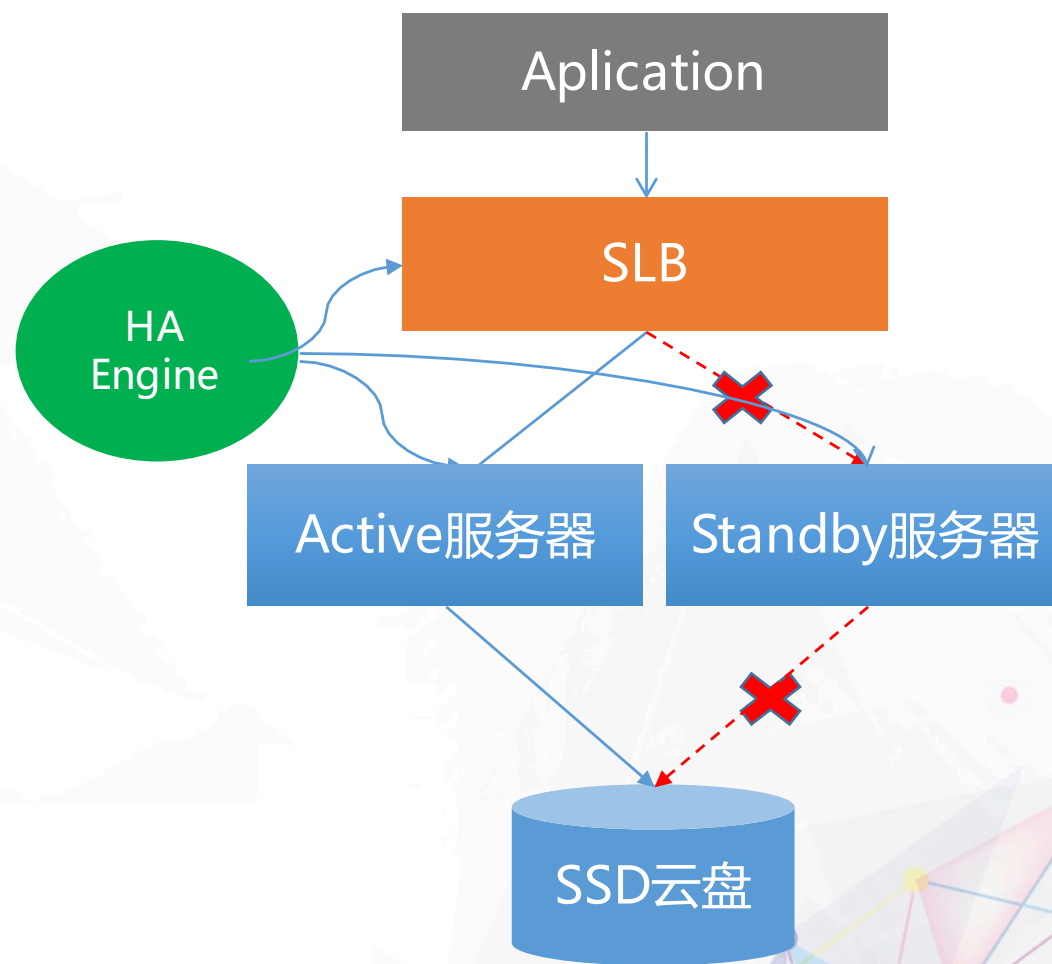 Aplication
SLB
HA
Engine
Active服务器
Standby服务器
SSD云盘